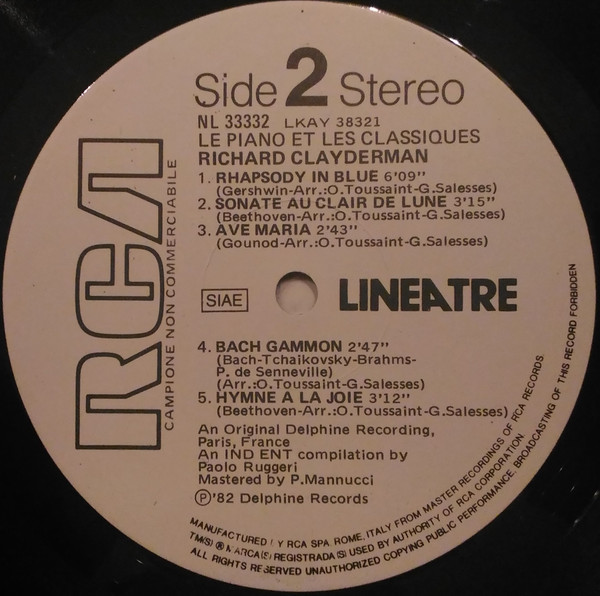 Side 2 Stereo
NL 33332 LKAY 38321
LE PIANO ET LES CLASSIQUES
RICHARD CLAYDERMAN
1. RHAPSODY IN BLUE 6'09"
(Gershwin-Arr.:O.Toussaint-G.Salesses)
2. SONATE AU CLAIR DE LUNE 3'15"
(Beethoven-Arr.:O.Toussaint-G.Salesses)
3. AVE MARIA 2'43"
(Gounod-Arr.:O.Toussaint-G.Salesses)
RCA
CAMPIONE NON COMMERCIABILE
SIAE
LINEATRE
4. BACH GAMMON 2'47"
(Bach-Tchaikovsky-Brahms-
P. de Senneville)
(Arr.:O.Toussaint-G.Salesses)
5. HYMNE A LA JOIE 3'12"
(Beethoven-Arr.:O.Toussaint-G.Salesses)
An Original Delphine Recording,
Paris, France
An IND ENT compilation by
Paolo Ruggeri
Mastered by P.Mannucci
Ⓟ'82 Delphine Records
MANUFACTURED Y RCA SPA ROME, ITALY FROM MASTER RECORDINGS OF RCA RECORDS
TM(S) ® MARCA(S) REGISTRADA(S) USED BY AUTHORITY OF RCA CORPORATION
ALL RIGHTS RESERVED UNAUTHORIZED COPYING PUBLIC PERFORMANCE, BROADCASTING OF THIS RECORD FORBIDDEN